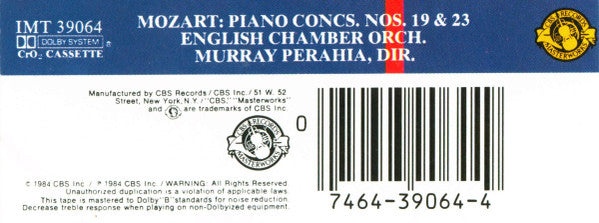 IMT 39064
DOLBY SYSTEM ®
CrO₂ CASSETTE
MOZART: PIANO CONCS. NOS. 19 & 23
ENGLISH CHAMBER ORCH.
MURRAY PERAHIA, DIR.
CBS RECORDS
MASTERWORKS
Manufactured by CBS Records / CBS Inc. / 51 W. 52
Street, New York, N.Y. / "CBS," "Masterworks"
and are trademarks of CBS Inc.
CBS RECORDS
MASTERWORKS
© 1984 CBS Inc. / ℗ 1984 CBS Inc. / WARNING: All Rights Reserved.
Unauthorized duplication is a violation of applicable laws.
This tape is mastered to Dolby "B" standards for noise reduction.
Decrease treble response when playing on non-Dolbyized equipment.
0
7464-39064-4